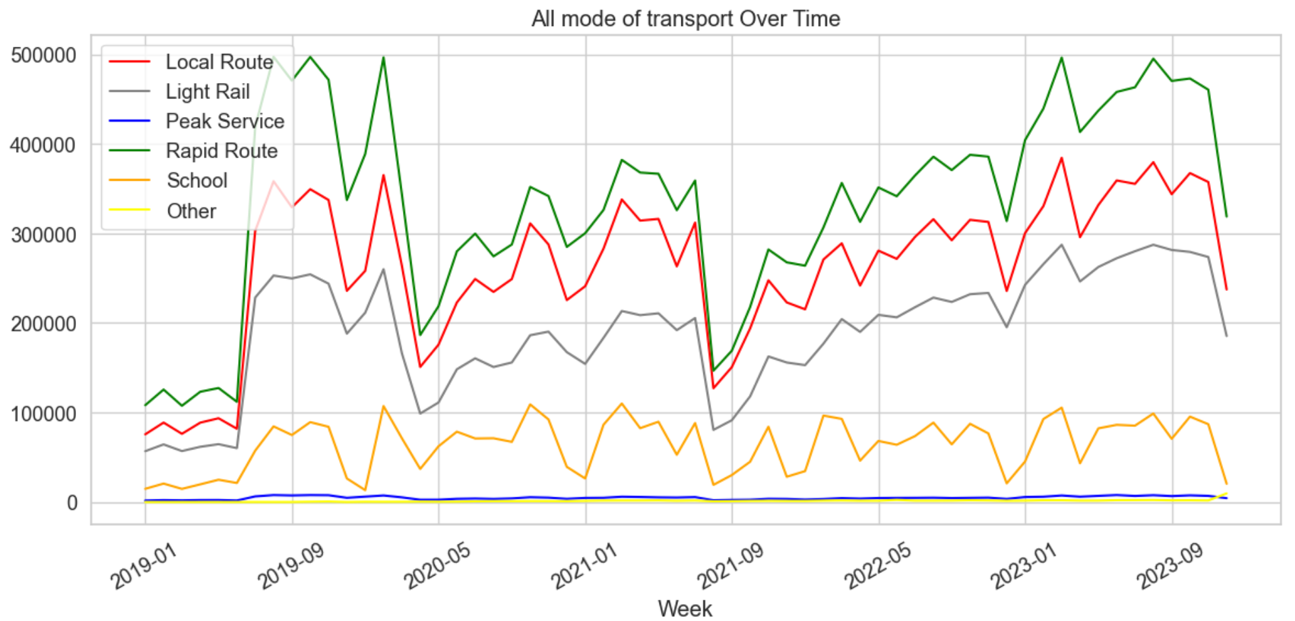 All mode of transport Over Time
500000
400000
300000
200000
100000
0
Local Route
Light Rail
Peak Service
Rapid Route
School
Other
2019-01
2019-09
2020-05
2021-01
2021-09
2022-05
2023-01
2023-09
Week